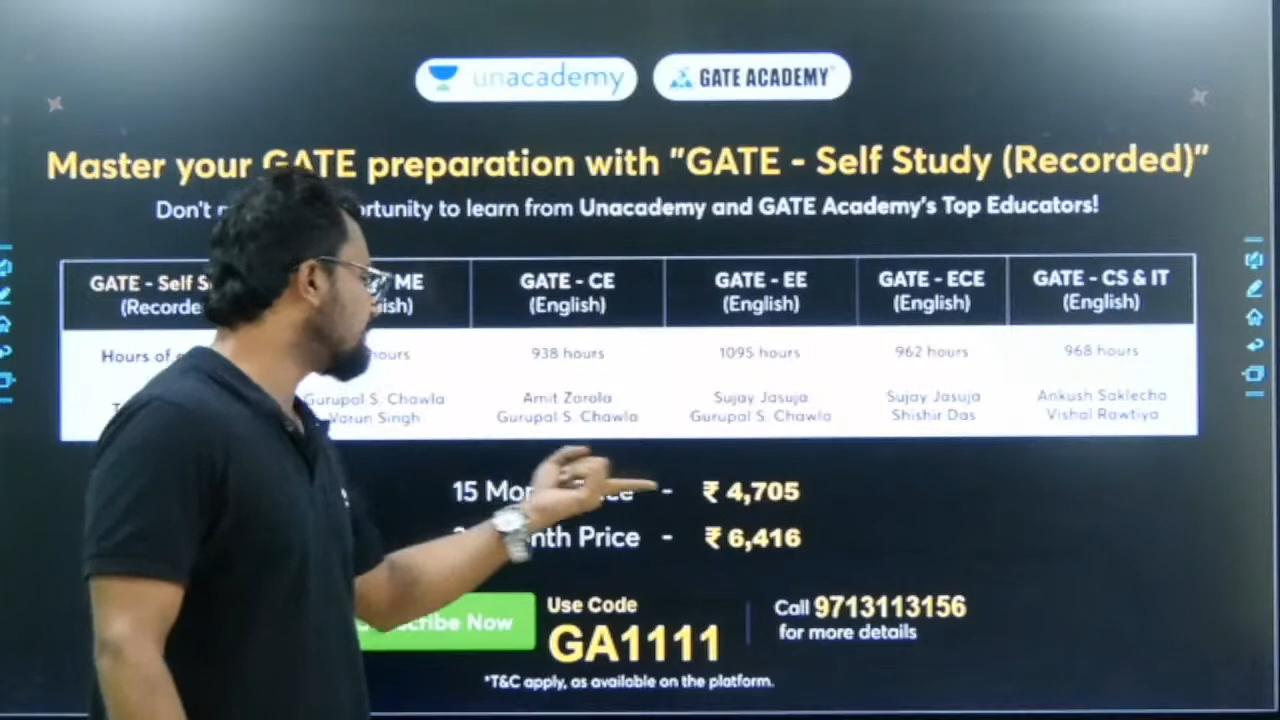 unacademy GATE ACADEMY
Master your GATE preparation with "GATE - Self Study (Recorded)"
Don't ortunity to learn from Unacademy and GATE Academy's Top Educators!
GATE - Self ME GATE - CE GATE - EE GATE - ECE GATE - CS & IT
(English) (English) (English) (English)
Hours of hours 938 hours 1095 hours 962 hours 968 hours
Gurupal S. Chawla Amit Zarola Sujay Jasuja Sujay Jasuja Ankush Saklecha
Varun Singh Gurupal S. Chawla Gurupal S. Chawla Shishir Das Vishal Rawtiya
15 - ₹ 4,705
nth Price - ₹ 6,416
Now Use Code Call 9713113156
GA1111 for more details
*T&C apply, as available on the platform.